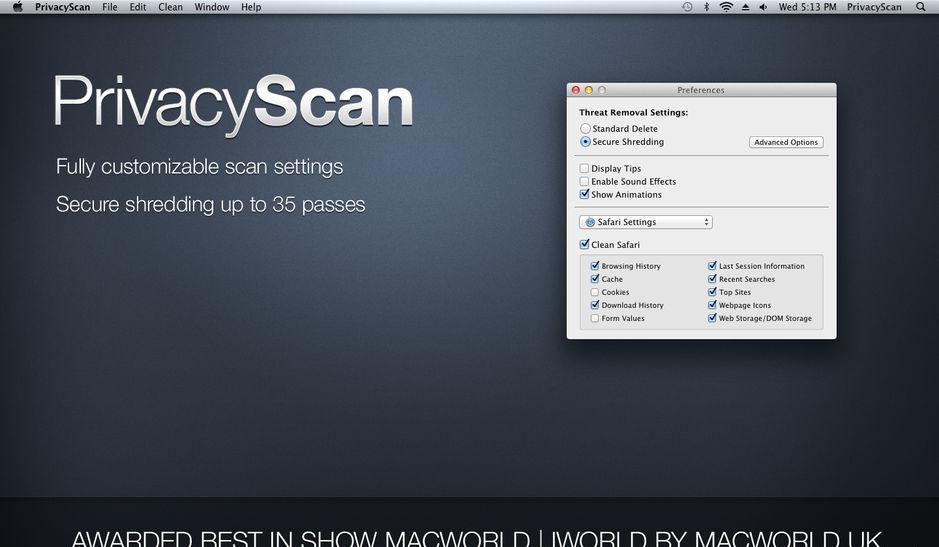 PrivacyScan File Edit Clean Window Help Wed 5:13 PM PrivacyScan
PrivacyScan
Fully customizable scan settings
Secure shredding up to 35 passes
Preferences
Threat Removal Settings:
Standard Delete
Secure Shredding Advanced Options
Display Tips
Enable Sound Effects
Show Animations
Safari Settings
Clean Safari
Browsing History Last Session Information
Cache Recent Searches
Cookies Top Sites
Download History Webpage Icons
Form Values Web Storage/DOM Storage
AWARDED BEST IN SHOW MACWORLD | IWORLD BY MACWORLD UK